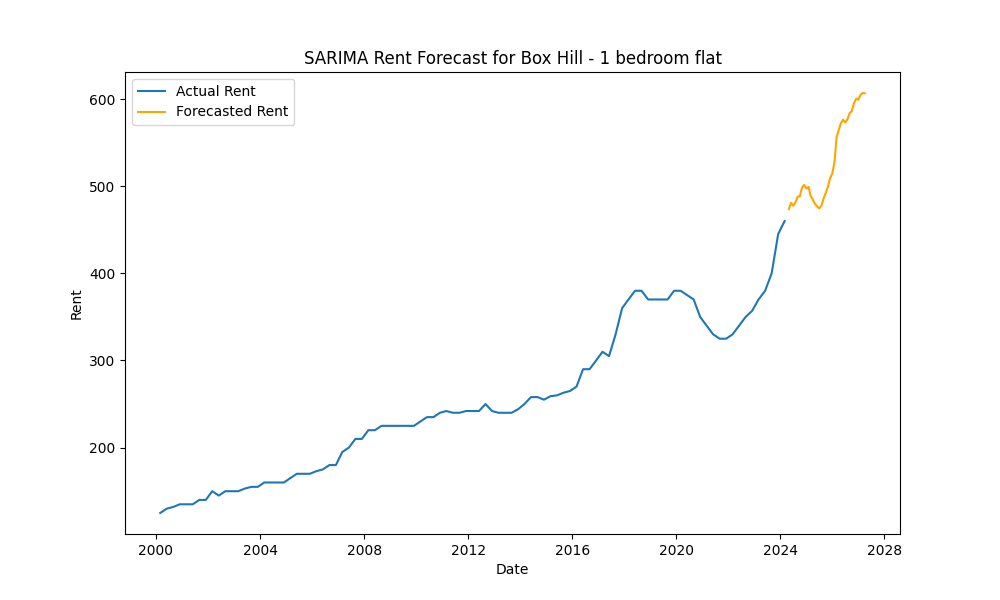 SARIMA Rent Forecast for Box Hill - 1 bedroom flat
Actual Rent
Forecasted Rent
600
500
400
300
200
Rent
2000 2004 2008 2012 2016 2020 2024 2028
Date